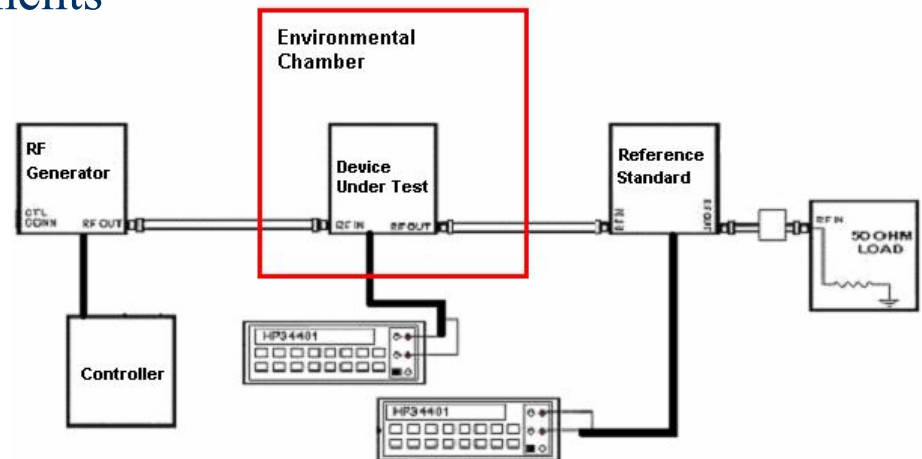 Environmental
Chamber
RF
Generator
CTL
CONN
RF OUT
Device
Under Test
RF IN
RF OUT
Reference
Standard
RF IN
RF OUT
RF IN
50 OHM
LOAD
Controller
HP34401
HP34401